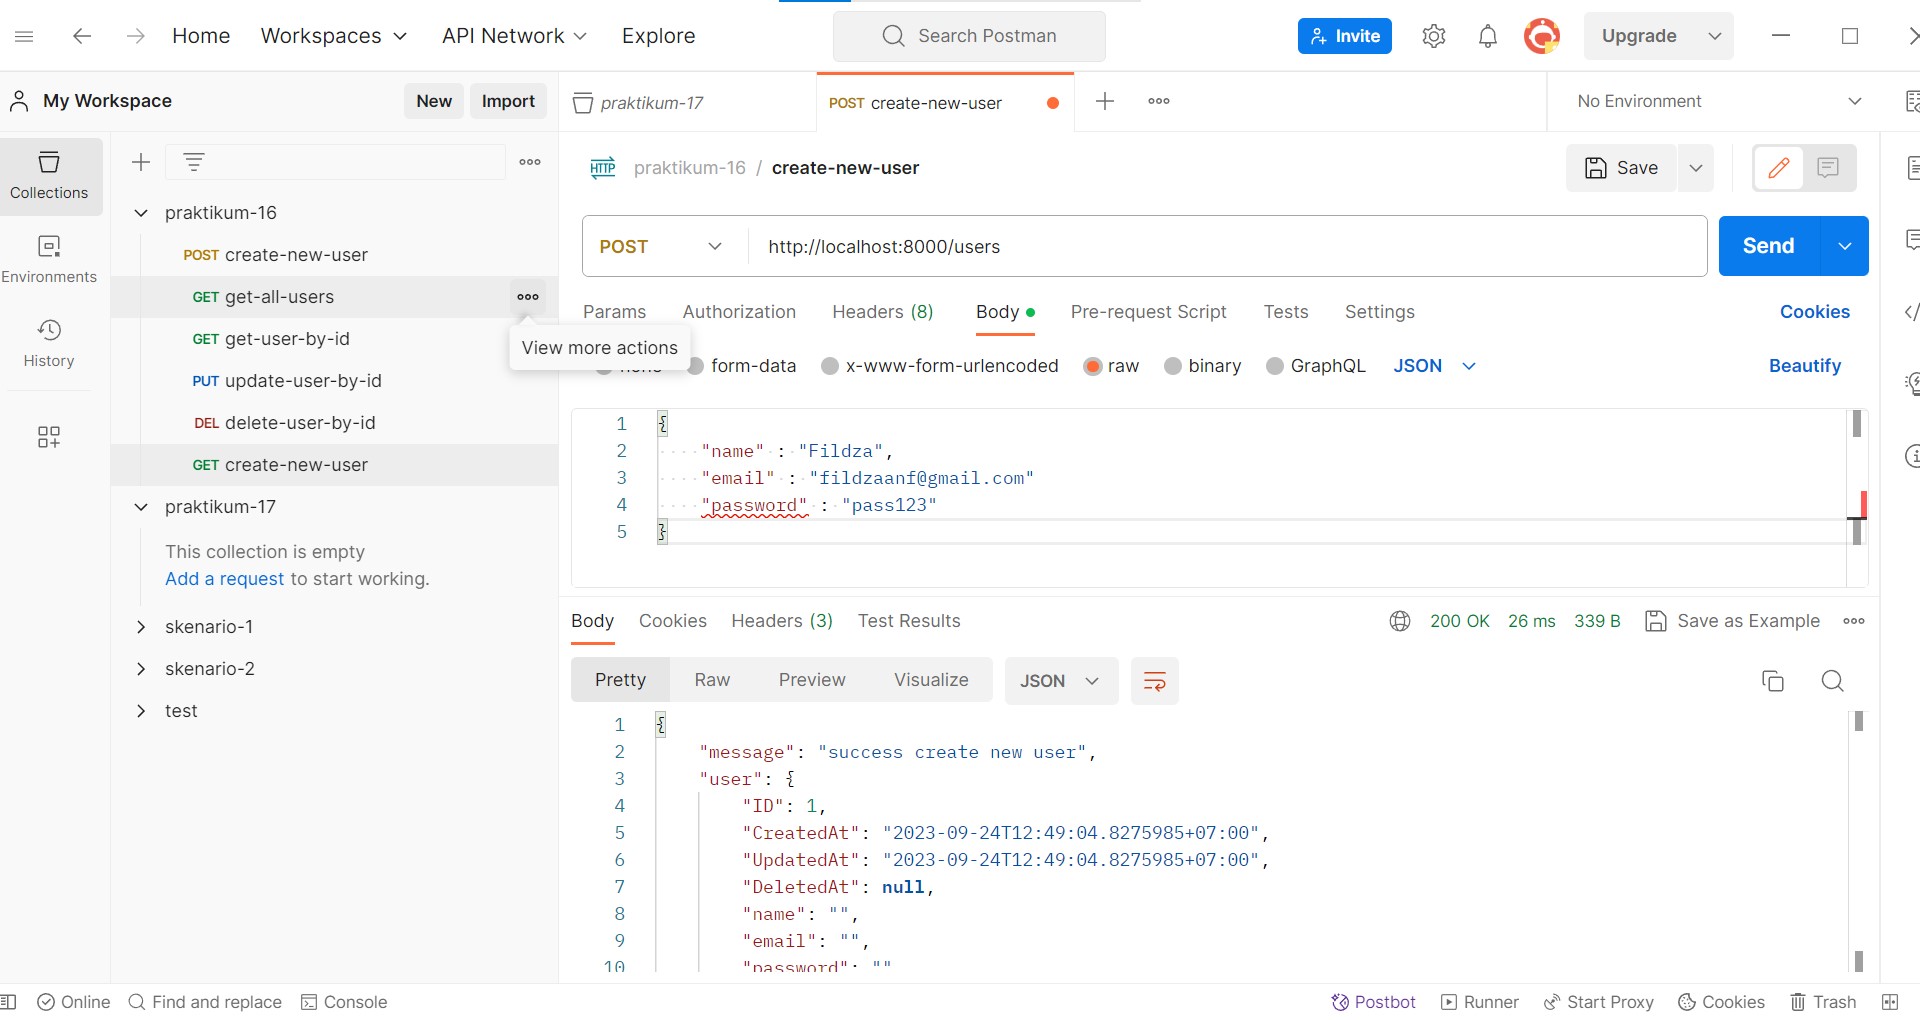 Home Workspaces API Network Explore Search Postman Invite Upgrade
My Workspace New Import praktikum-17 POST create-new-user No Environment
Collections
Environments
History
praktikum-16
POST create-new-user
GET get-all-users
GET get-user-by-id
PUT update-user-by-id
DEL delete-user-by-id
GET create-new-user
praktikum-17
This collection is empty
Add a request to start working.
skenario-1
skenario-2
test
View more actions
HTTP praktikum-16 / create-new-user Save
POST http://localhost:8000/users Send
Params Authorization Headers (8) Body Pre-request Script Tests Settings Cookies
form-data x-www-form-urlencoded raw binary GraphQL JSON Beautify
1 {
2 "name" : "Fildza",
3 "email" : "fildzaanf@gmail.com"
4 "password" : "pass123"
5 }
Body Cookies Headers (3) Test Results 200 OK 26 ms 339 B Save as Example
Pretty Raw Preview Visualize JSON
1 {
2 "message": "success create new user",
3 "user": {
4 "ID": 1,
5 "CreatedAt": "2023-09-24T12:49:04.8275985+07:00",
6 "UpdatedAt": "2023-09-24T12:49:04.8275985+07:00",
7 "DeletedAt": null,
8 "name": "",
9 "email": "",
10 "password": ""
Online Find and replace Console Postbot Runner Start Proxy Cookies Trash